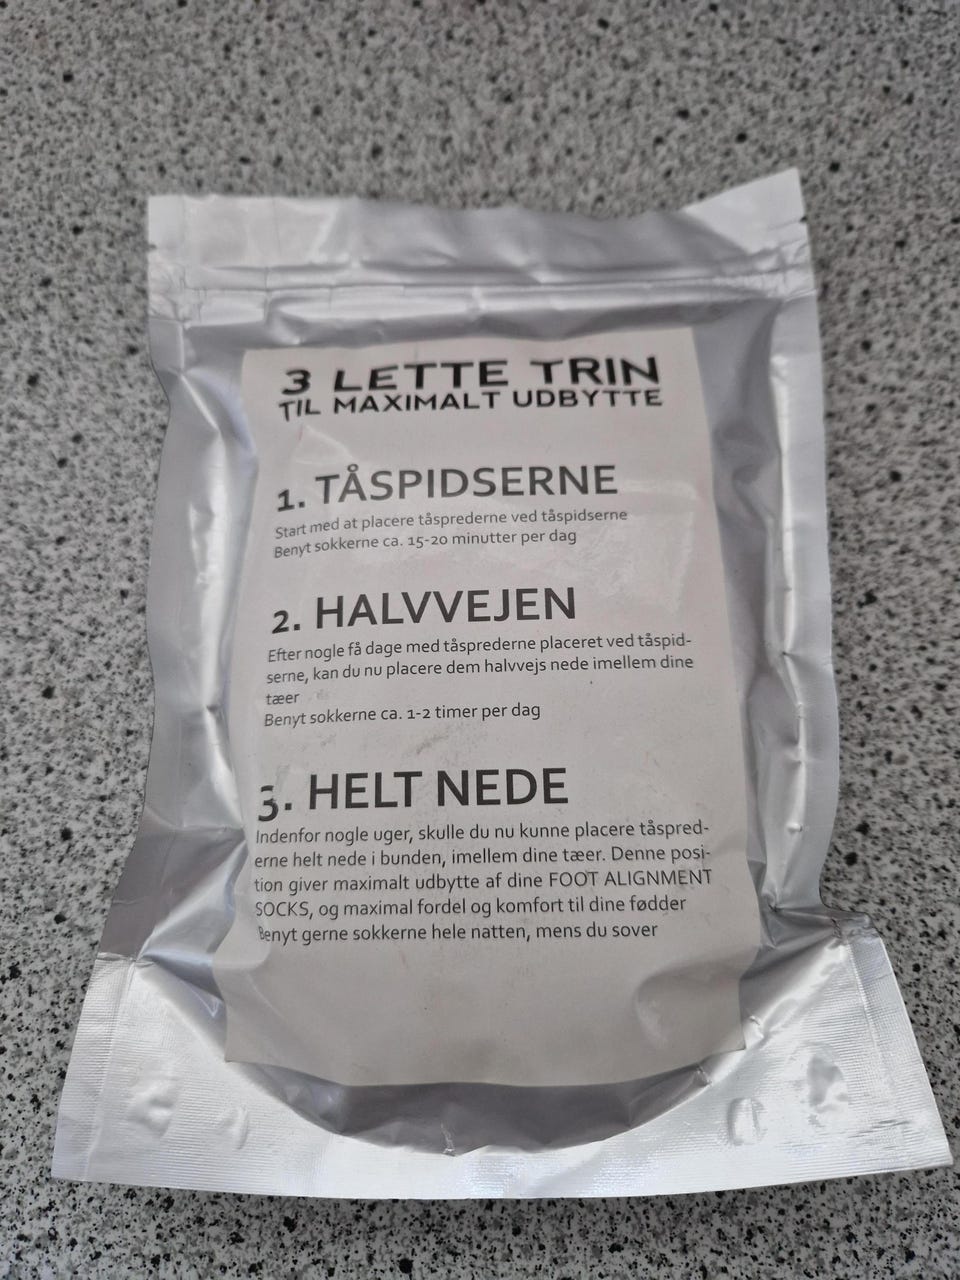 3 LETTE TRIN
TIL MAXIMALT UDBYTTE
1. TÅSPIDSERNE
Start med at placere tåsprederne ved tåspidserne
Benyt sokkerne ca. 15-20 minutter per dag
2. HALVVEJEN
Efter nogle få dage med tåsprederne placeret ved tåspid-
serne, kan du nu placere dem halvvejs nede imellem dine
tæer
Benyt sokkerne ca. 1-2 timer per dag
3. HELT NEDE
Indenfor nogle uger, skulle du nu kunne placere tåspred-
erne helt nede i bunden, imellem dine tæer. Denne posi-
tion giver maximalt udbytte af dine FOOT ALIGNMENT
SOCKS, og maximal fordel og komfort til dine fødder
Benyt gerne sokkerne hele natten, mens du sover